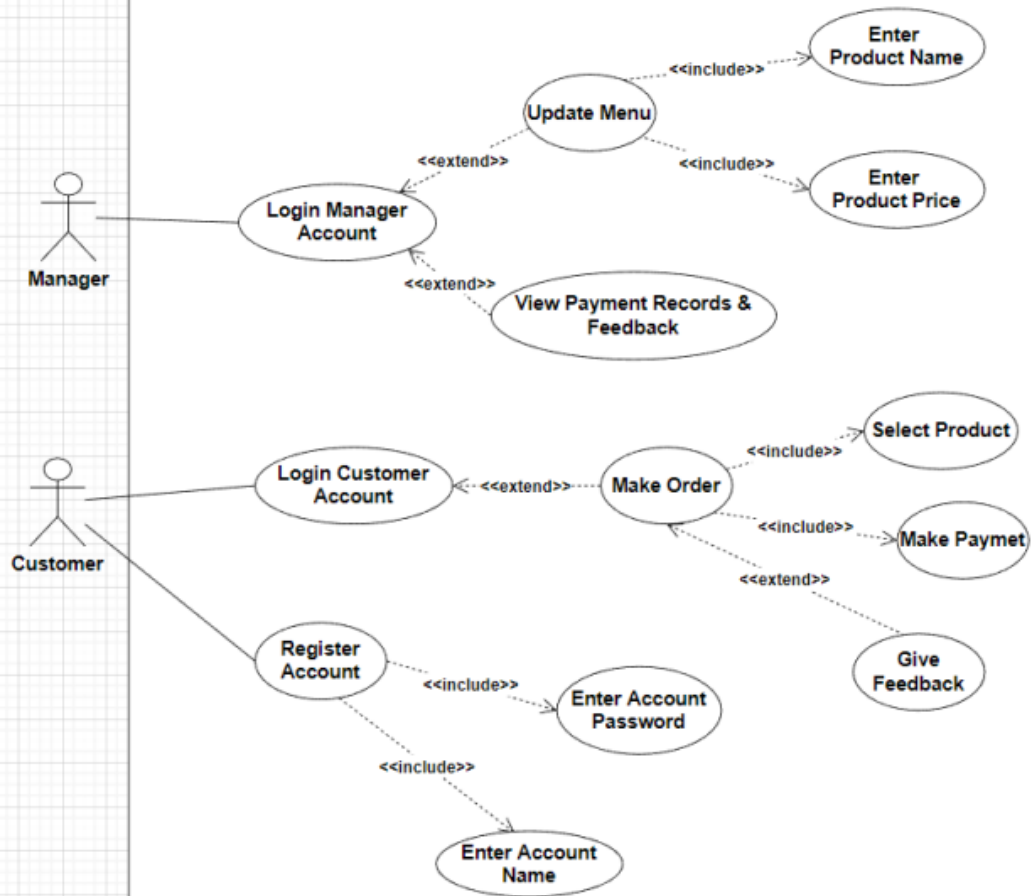 Enter
Product Name
<<include>>
Update Menu
<<extend>>
<<include>>
Enter
Product Price
Login Manager
Account
Manager
<<extend>>
View Payment Records &
Feedback
Select Product
<<include>>
Login Customer
Account
<<extend>>
Make Order
<<include>>
Make Paymet
Customer
<<extend>>
Give
Feedback
Register
Account
<<include>>
Enter Account
Password
<<include>>
Enter Account
Name